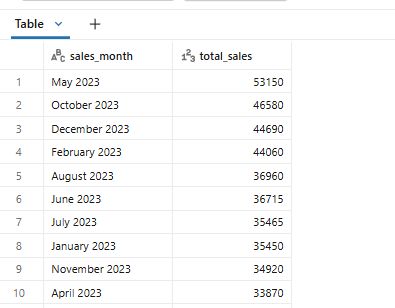 Table +
ABC sales_month 123 total_sales
1 May 2023 53150
2 October 2023 46580
3 December 2023 44690
4 February 2023 44060
5 August 2023 36960
6 June 2023 36715
7 July 2023 35465
8 January 2023 35450
9 November 2023 34920
10 April 2023 33870